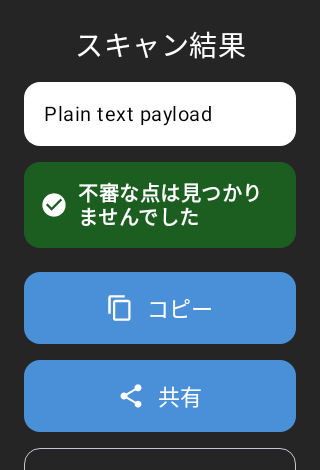 スキャン結果
Plain text payload
不審な点は見つかり
ませんでした
コピー
共有